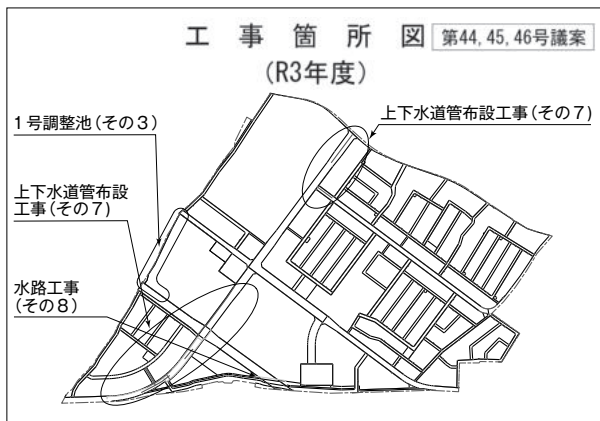 工事箇所図 第44,45,46号議案
(R3年度)
上下水道管布設工事(その7)
1号調整池(その3)
上下水道管布設
工事(その7)
水路工事
(その8)